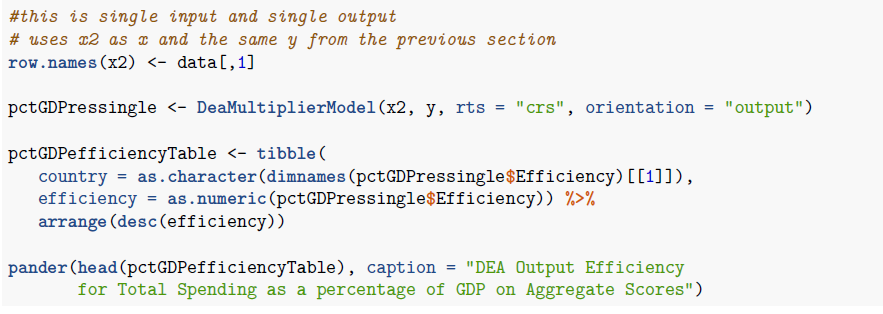 #this is single input and single output
# uses x2 as x and the same y from the previous section
row.names(x2) <- data[,1]
pctGDPressingle <- DeaMultiplierModel(x2, y, rts = "crs", orientation = "output")
pctGDPefficiencyTable <- tibble(
country = as.character(dimnames(pctGDPressingle$Efficiency)[[1]]),
efficiency = as.numeric(pctGDPressingle$Efficiency)) %>%
arrange(desc(efficiency))
pander(head(pctGDPefficiencyTable), caption = "DEA Output Efficiency
for Total Spending as a percentage of GDP on Aggregate Scores")